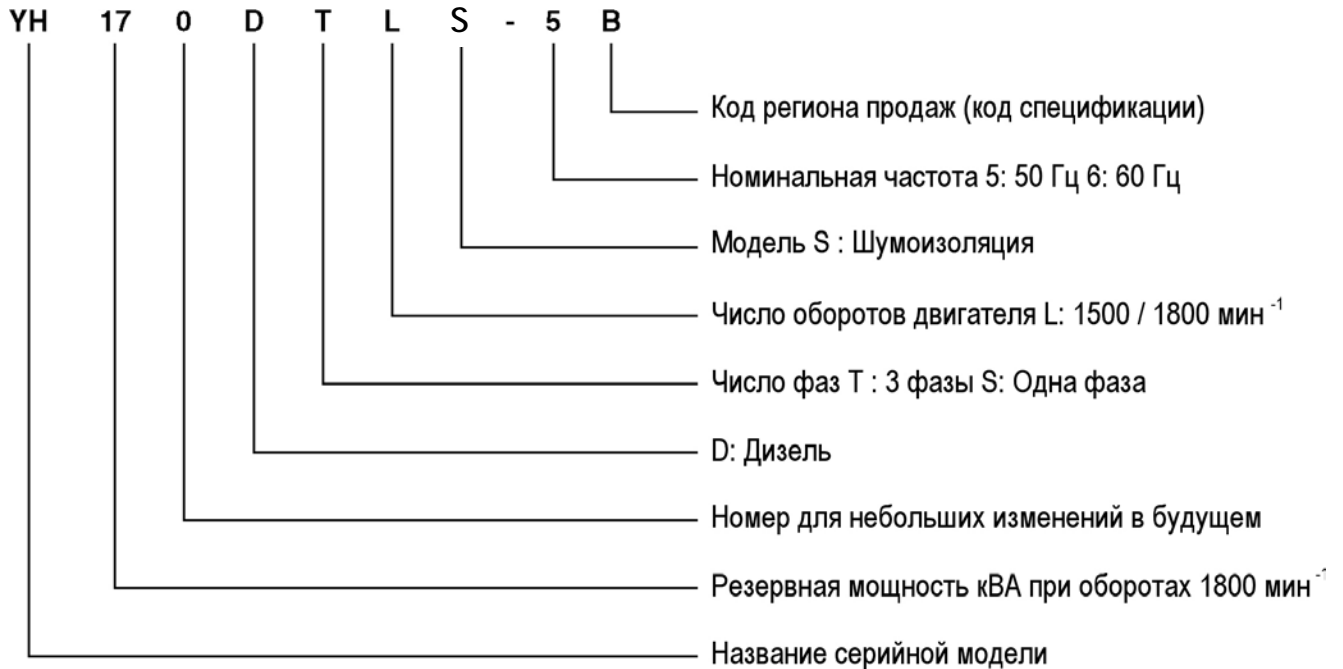 YH 17 0 D T L S - 5 B
Код региона продаж (код спецификации)
Номинальная частота 5: 50 Гц 6: 60 Гц
Модель S : Шумоизоляция
Число оборотов двигателя L: 1500 / 1800 мин -1
Число фаз T : 3 фазы S: Одна фаза
D: Дизель
Номер для небольших изменений в будущем
Резервная мощность кВА при оборотах 1800 мин -1
Название серийной модели